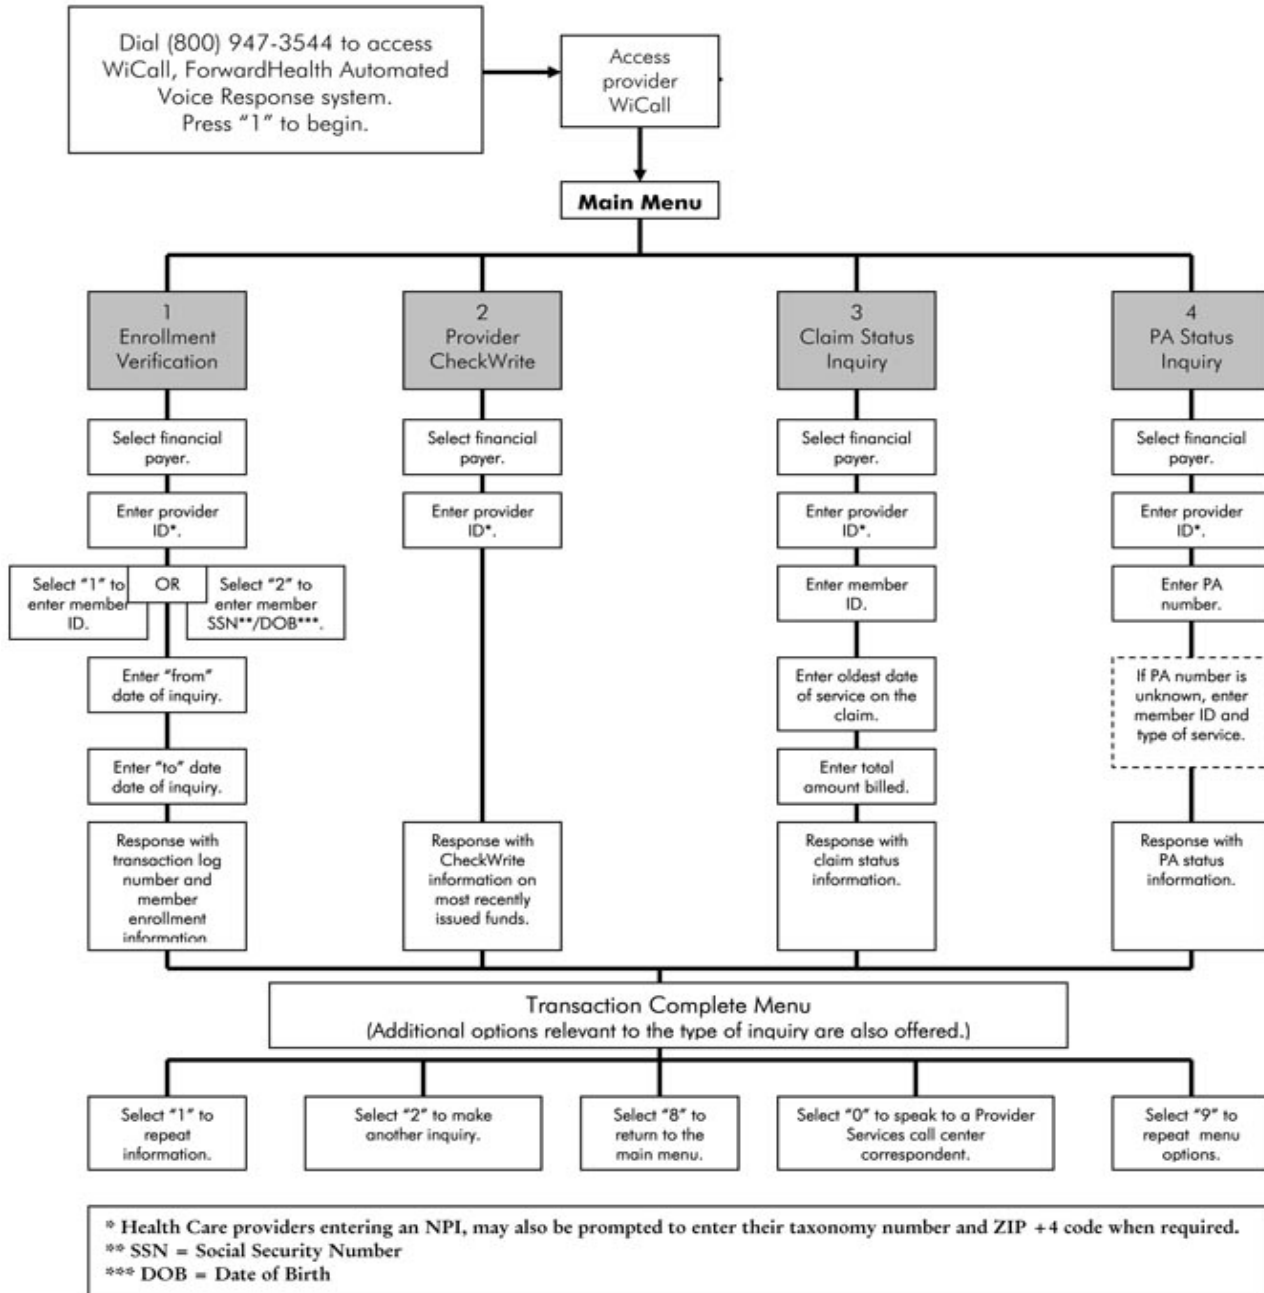 Dial (800) 947-3544 to access
WiCall, ForwardHealth Automated
Voice Response system.
Press “1” to begin.
Access
provider
WiCall
Main Menu
1
Enrollment
Verification
2
Provider
CheckWrite
3
Claim Status
Inquiry
4
PA Status
Inquiry
Select financial
payer.
Select financial
payer.
Select financial
payer.
Select financial
payer.
Enter provider
ID*.
Enter provider
ID*.
Enter provider
ID*.
Enter provider
ID*.
Select “1” to
enter member
ID.
OR
Select “2” to
enter member
SSN**/DOB***.
Enter member
ID.
Enter PA
number.
Enter “from”
date of inquiry.
Enter oldest date
of service on the
claim.
If PA number is
unknown, enter
member ID and
type of service.
Enter “to” date
date of inquiry.
Enter total
amount billed.
Response with
transaction log
number and
member
enrollment
information
Response with
CheckWrite
information on
most recently
issued funds.
Response with
claim status
information.
Response with
PA status
information.
Transaction Complete Menu
(Additional options relevant to the type of inquiry are also offered.)
Select “1” to
repeat
information.
Select “2” to make
another inquiry.
Select “8” to
return to the
main menu.
Select “0” to speak to a Provider
Services call center
correspondent.
Select “9” to
repeat menu
options.
* Health Care providers entering an NPI, may also be prompted to enter their taxonomy number and ZIP +4 code when required.
** SSN = Social Security Number
*** DOB = Date of Birth